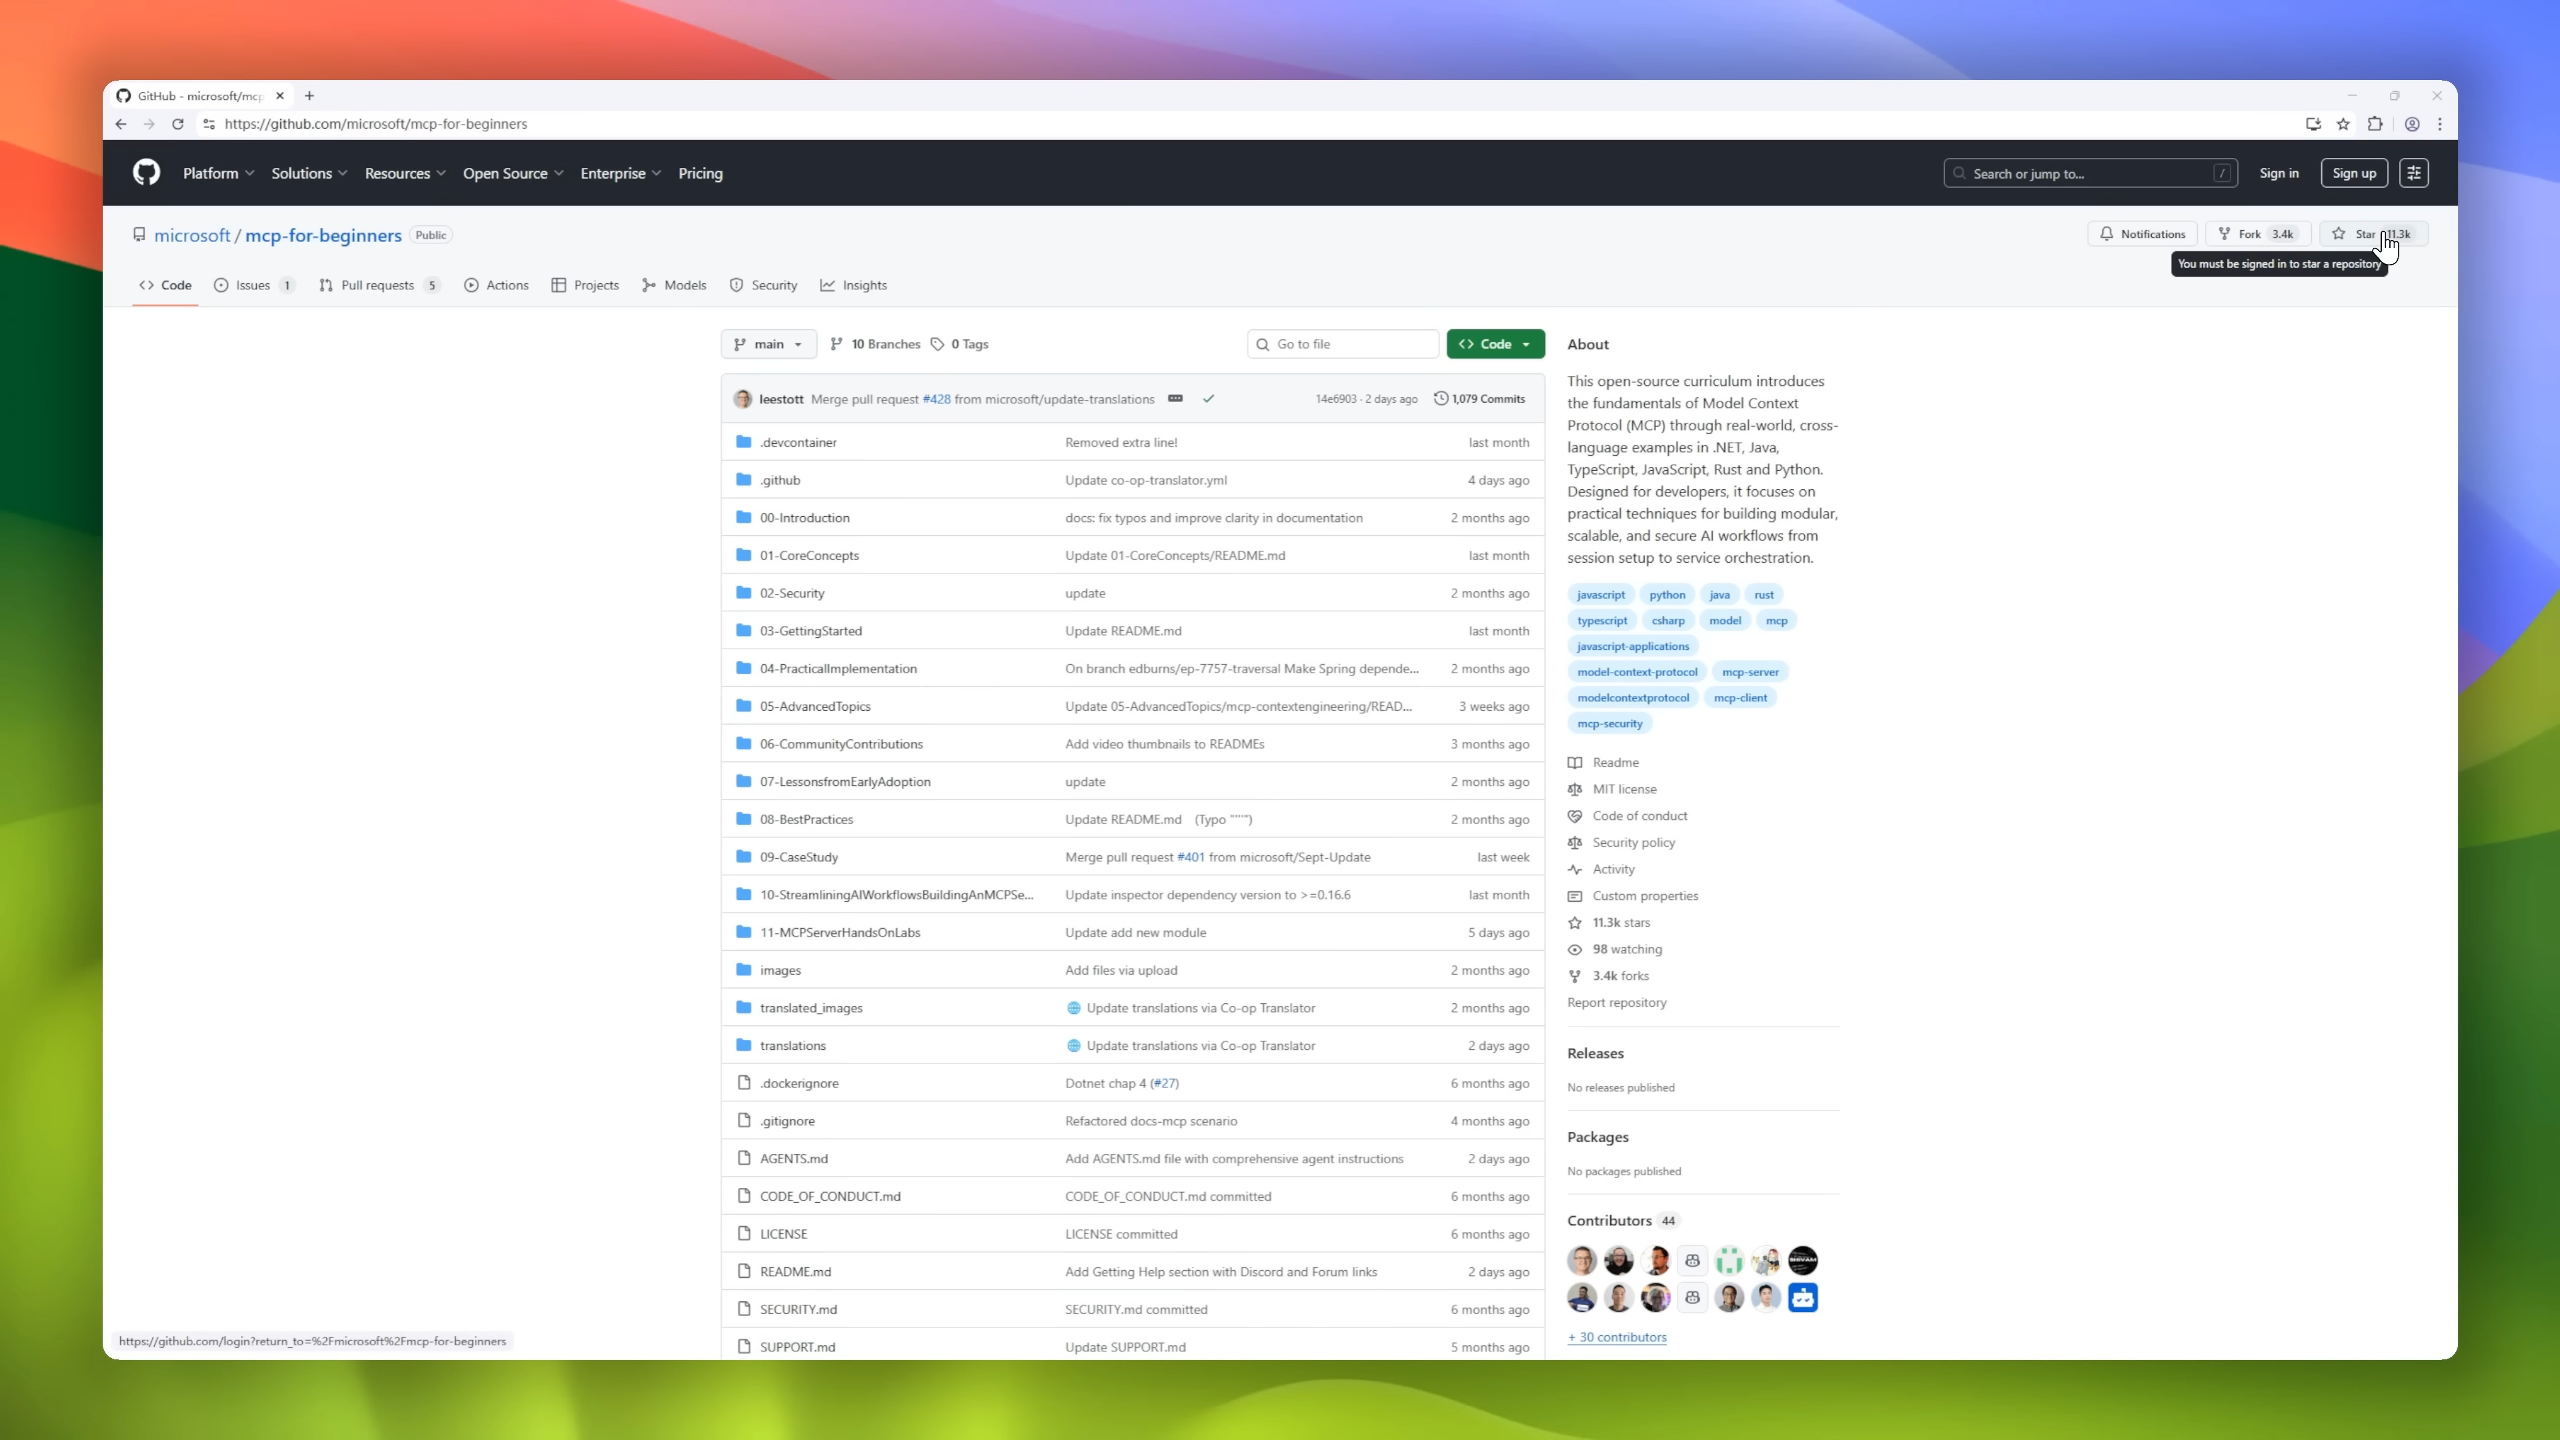 GitHub - microsoft/mcp
https://github.com/microsoft/mcp-for-beginners
Platform Solutions Resources Open Source Enterprise Pricing
Search or jump to... /
Sign in
Sign up
microsoft / mcp-for-beginners Public
Notifications
Fork 3.4k
Star 11.3k
You must be signed in to star a repository
Code
Issues 1
Pull requests 5
Actions
Projects
Models
Security
Insights
main
10 Branches
0 Tags
Go to file
Code
leestott Merge pull request #428 from microsoft/update-translations
14e6903 · 2 days ago
1,079 Commits
.devcontainer Removed extra line! last month
.github Update co-op-translator.yml 4 days ago
00-Introduction docs: fix typos and improve clarity in documentation 2 months ago
01-CoreConcepts Update 01-CoreConcepts/README.md last month
02-Security update 2 months ago
03-GettingStarted Update README.md last month
04-PracticalImplementation On branch edburns/ep-7757-traversal Make Spring depende... 2 months ago
05-AdvancedTopics Update 05-AdvancedTopics/mcp-contextengineering/READ... 3 weeks ago
06-CommunityContributions Add video thumbnails to READMEs 3 months ago
07-LessonsfromEarlyAdoption update 2 months ago
08-BestPractices Update README.md (Typo """") 2 months ago
09-CaseStudy Merge pull request #401 from microsoft/Sept-Update last week
10-StreamliningAIWorkflowsBuildingAnMCPSe... Update inspector dependency version to >=0.16.6 last month
11-MCPServerHandsOnLabs Update add new module 5 days ago
images Add files via upload 2 months ago
translated_images Update translations via Co-op Translator 2 months ago
translations Update translations via Co-op Translator 2 days ago
.dockerignore Dotnet chap 4 (#27) 6 months ago
.gitignore Refactored docs-mcp scenario 4 months ago
AGENTS.md Add AGENTS.md file with comprehensive agent instructions 2 days ago
CODE_OF_CONDUCT.md CODE_OF_CONDUCT.md committed 6 months ago
LICENSE LICENSE committed 6 months ago
README.md Add Getting Help section with Discord and Forum links 2 days ago
SECURITY.md SECURITY.md committed 6 months ago
SUPPORT.md Update SUPPORT.md 5 months ago
About
This open-source curriculum introduces
the fundamentals of Model Context
Protocol (MCP) through real-world, cross-
language examples in .NET, Java,
TypeScript, JavaScript, Rust and Python.
Designed for developers, it focuses on
practical techniques for building modular,
scalable, and secure AI workflows from
session setup to service orchestration.
javascript python java rust
typescript csharp model mcp
javascript-applications
model-context-protocol mcp-server
modelcontextprotocol mcp-client
mcp-security
Readme
MIT license
Code of conduct
Security policy
Activity
Custom properties
11.3k stars
98 watching
3.4k forks
Report repository
Releases
No releases published
Packages
No packages published
Contributors 44
+ 30 contributors
https://github.com/login?return_to=%2Fmicrosoft%2Fmcp-for-beginners